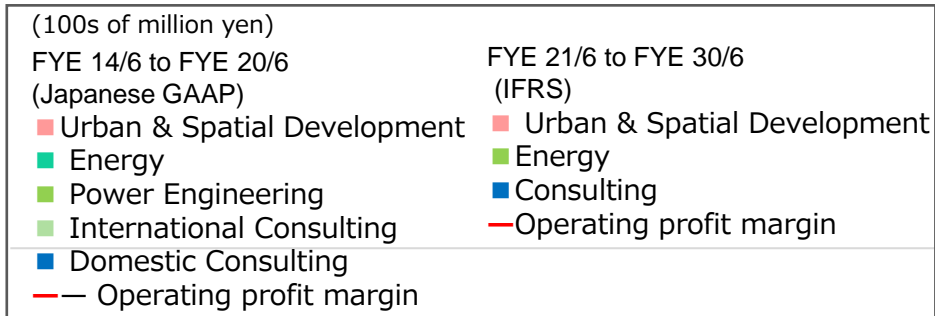 (100s of million yen)
FYE 14/6 to FYE 20/6
(Japanese GAAP)
Urban & Spatial Development
Energy
Power Engineering
International Consulting
Domestic Consulting
— Operating profit margin
FYE 21/6 to FYE 30/6
(IFRS)
Urban & Spatial Development
Energy
Consulting
Operating profit margin